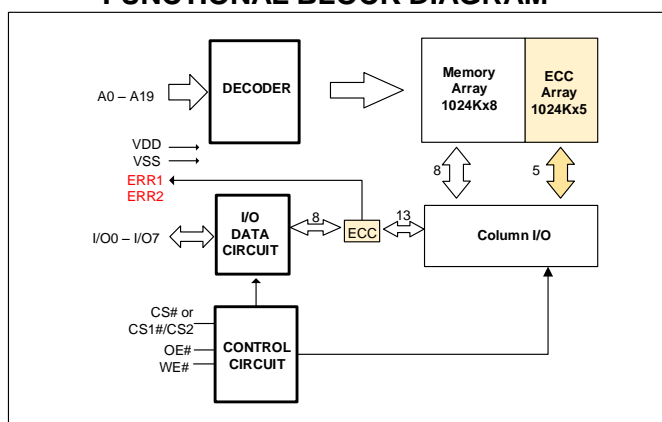 FUNCTIONAL BLOCK DIAGRAM
A0 – A19
DECODER
Memory
Array
1024Kx8
ECC
Array
1024Kx5
VDD
VSS
ERR1
ERR2
8
5
I/O0 – I/O7
I/O
DATA
CIRCUIT
8
ECC
13
Column I/O
CS# or
CS1#/CS2
OE#
WE#
CONTROL
CIRCUIT